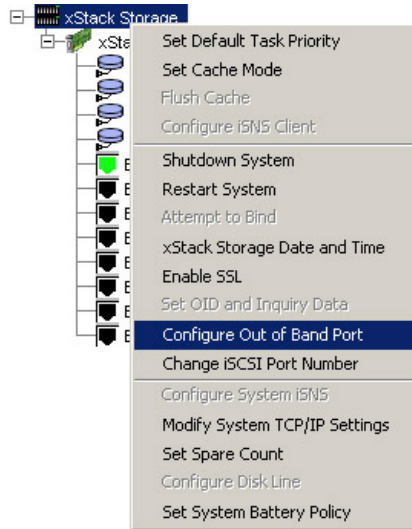 xStack Storage
xSta
Set Default Task Priority
Set Cache Mode
Flush Cache
Configure iSNS Client
E
Shutdown System
E
Restart System
E
Attempt to Bind
E
xStack Storage Date and Time
E
Enable SSL
E
Set OID and Inquiry Data
E
Configure Out of Band Port
Change iSCSI Port Number
Configure System iSNS
Modify System TCP/IP Settings
Set Spare Count
Configure Disk Line
Set System Battery Policy